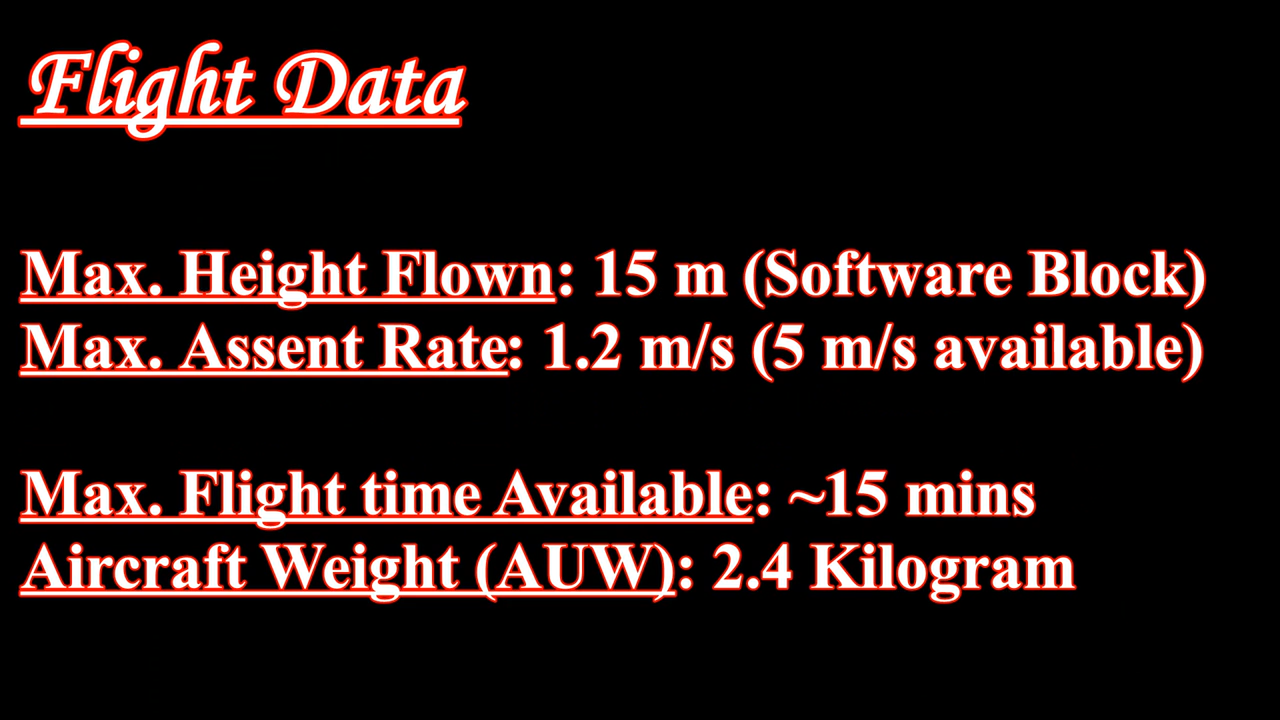 Flight Data
Max. Height Flown: 15 m (Software Block)
Max. Assent Rate: 1.2 m/s (5 m/s available)
Max. Flight time Available: ~15 mins
Aircraft Weight (AUW): 2.4 Kilogram